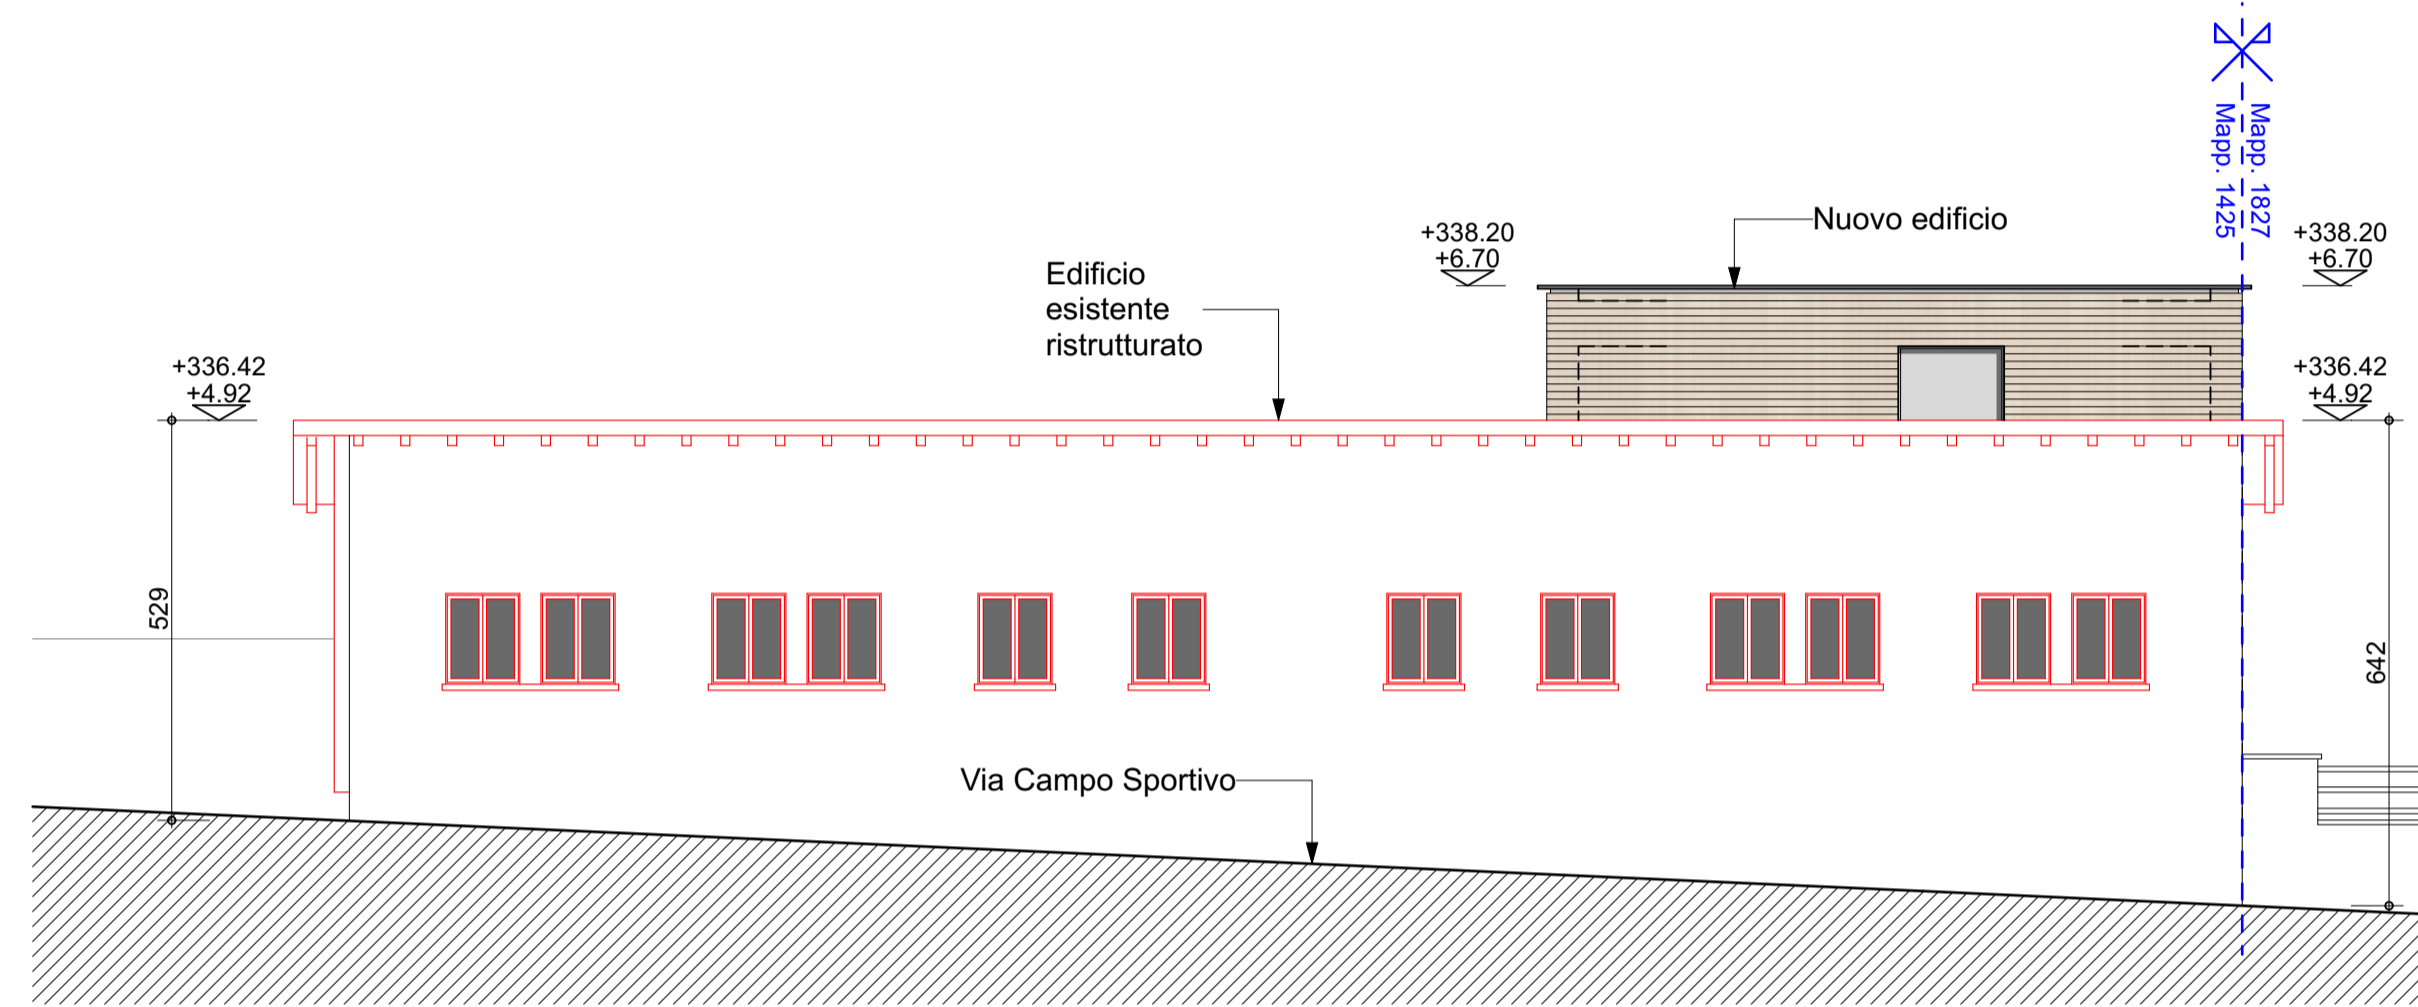 Mapp. 1827
Mapp. 1425
Nuovo edificio
+338.20
+6.70
+338.20
+6.70
Edificio
esistente
ristrutturato
+336.42
+4.92
+336.42
+4.92
529
642
Via Campo Sportivo